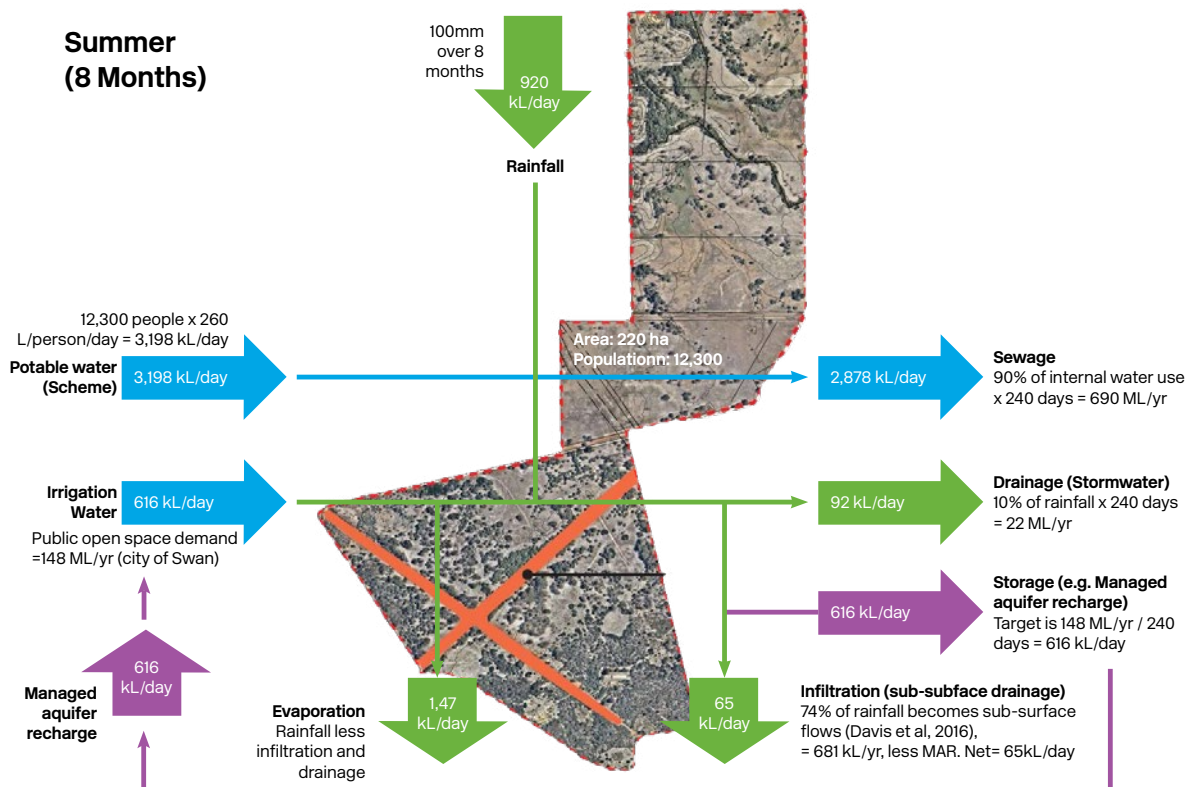 Summer
(8 Months)
100mm
over 8
months
920
kL/day
Rainfall
12,300 people x 260
L/person/day = 3,198 kL/day
Potable water
(Scheme)
3,198 kL/day
Area: 220 ha
Populationn: 12,300
2,878 kL/day
Sewage
90% of internal water use
x 240 days = 690 ML/yr
Irrigation
Water
616 kL/day
Public open space demand
=148 ML/yr (city of Swan)
92 kL/day
Drainage (Stormwater)
10% of rainfall x 240 days
= 22 ML/yr
616 kL/day
Storage (e.g. Managed
aquifer recharge)
Target is 148 ML/yr / 240
days = 616 kL/day
Managed
aquifer
recharge
616
kL/day
Evaporation
Rainfall less
infiltration and
drainage
1,47
kL/day
65
kL/day
Infiltration (sub-subface drainage)
74% of rainfall becomes sub-surface
flows (Davis et al, 2016),
= 681 kL/yr, less MAR. Net= 65kL/day